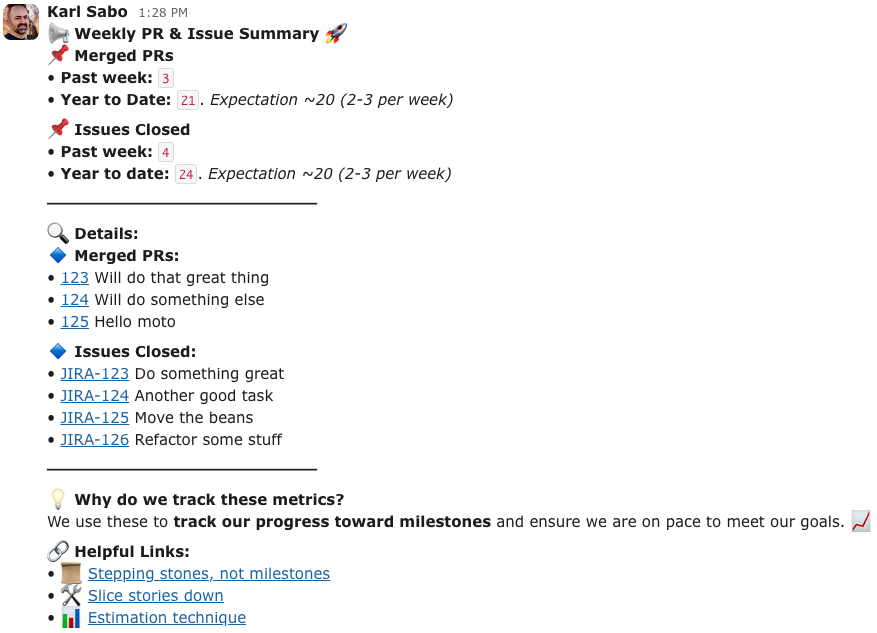 Karl Sabo 1:28 PM
📢 Weekly PR & Issue Summary 🚀
📌 Merged PRs
• Past week: 3
• Year to Date: 21. Expectation ~20 (2-3 per week)
📌 Issues Closed
• Past week: 4
• Year to date: 24. Expectation ~20 (2-3 per week)
🔍 Details:
🔷 Merged PRs:
• 123 Will do that great thing
• 124 Will do something else
• 125 Hello moto
🔷 Issues Closed:
• JIRA-123 Do something great
• JIRA-124 Another good task
• JIRA-125 Move the beans
• JIRA-126 Refactor some stuff
💡 Why do we track these metrics?
We use these to track our progress toward milestones and ensure we are on pace to meet our goals. 📈
🔗 Helpful Links:
• 📜 Stepping stones, not milestones
• 🛠 Slice stories down
• 📊 Estimation technique